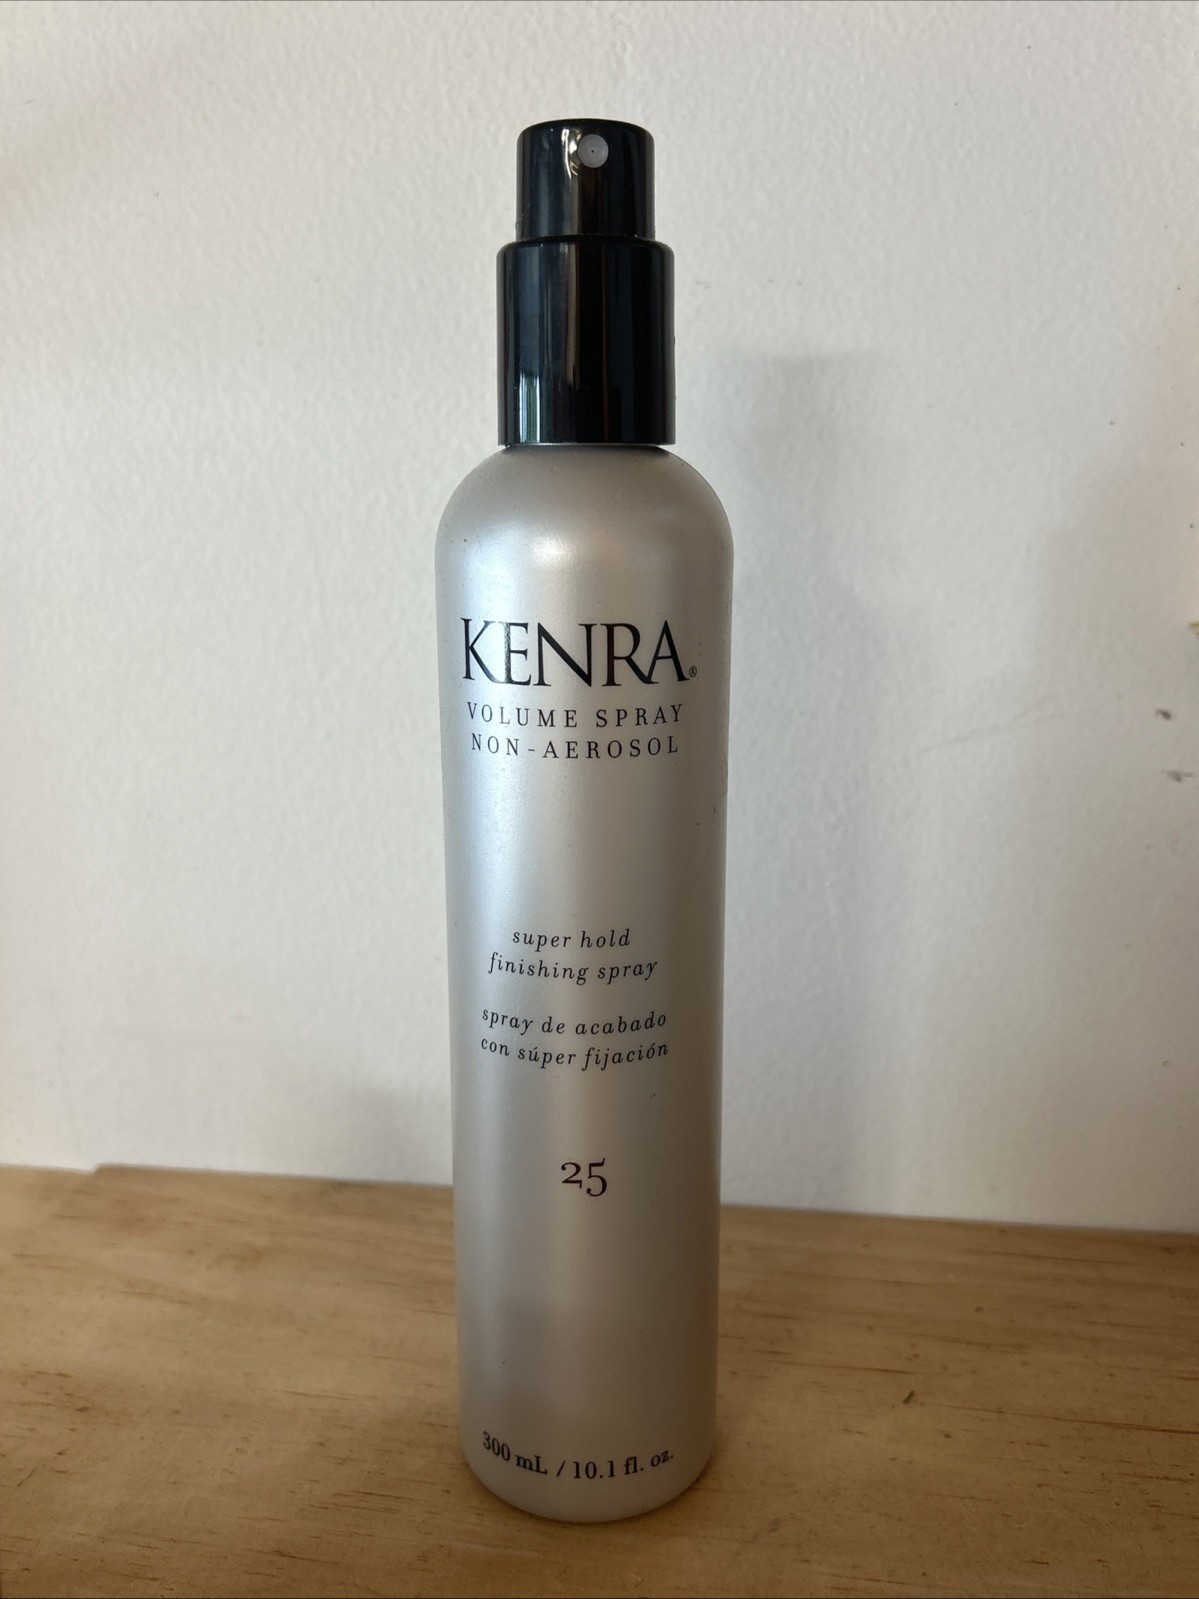 KENRA®
VOLUME SPRAY
NON-AEROSOL
super hold
finishing spray
spray de acabado
con súper fijación
25
300 mL / 10.1 fl. oz.